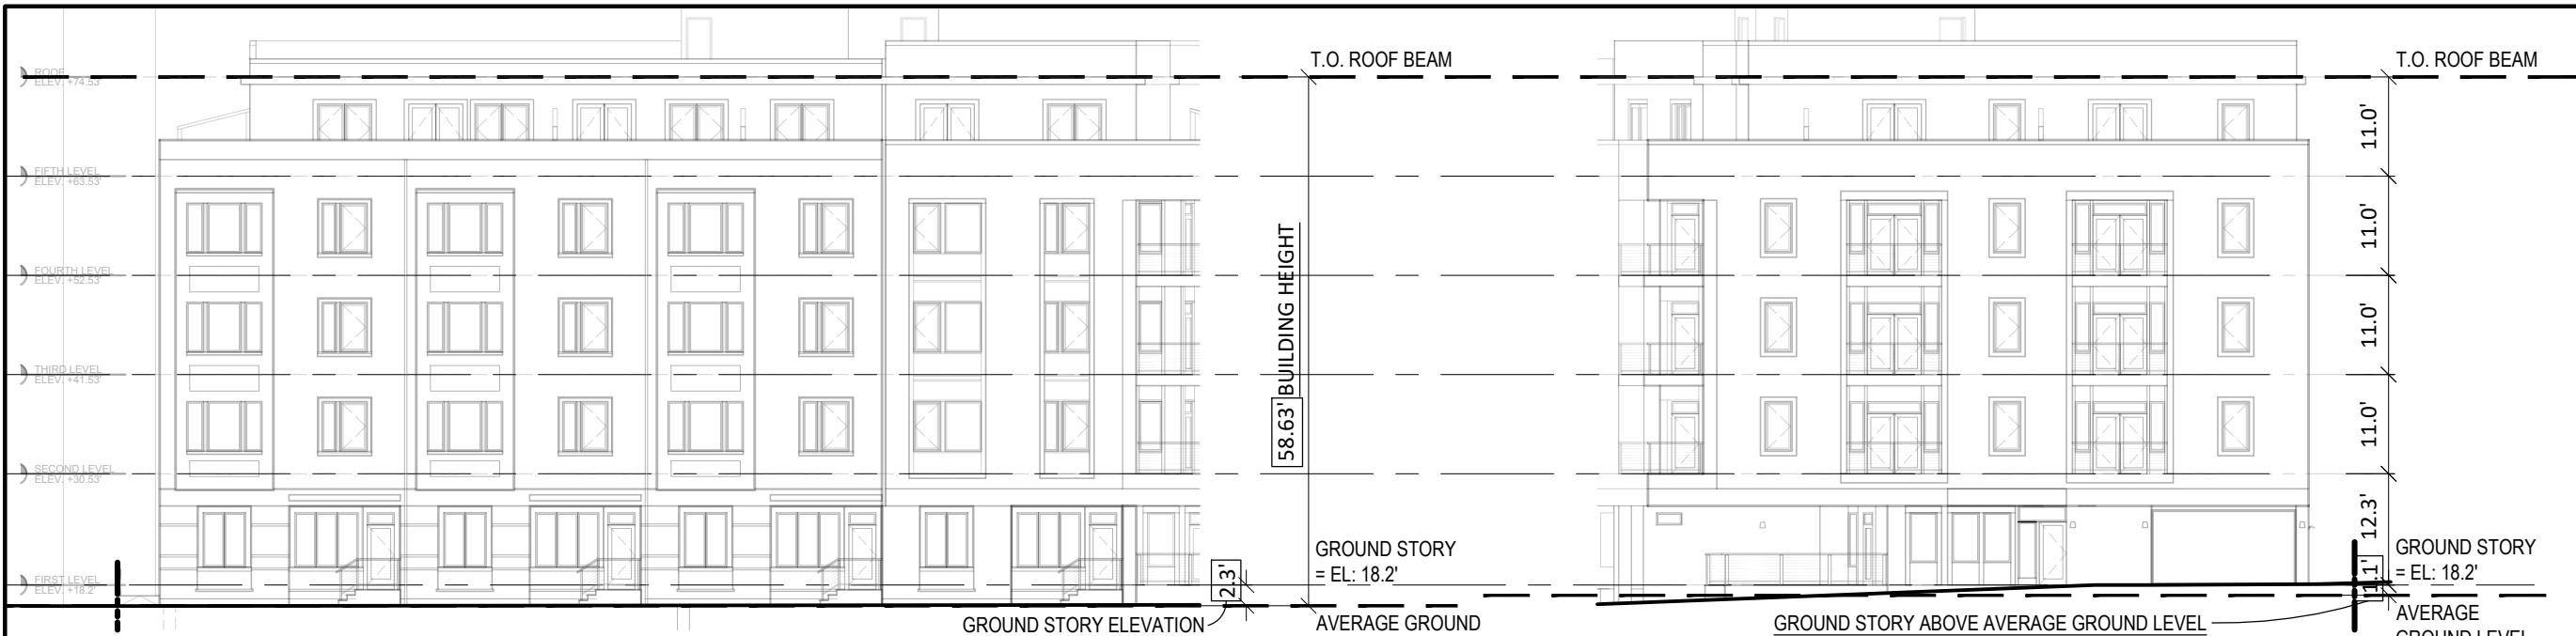 ROOF
ELEV. +74.53'
FIFTH LEVEL
ELEV. +63.53'
FOURTH LEVEL
ELEV. +52.53'
THIRD LEVEL
ELEV. +41.53'
SECOND LEVEL
ELEV. +30.53'
FIRST LEVEL
ELEV. +18.2'
T.O. ROOF BEAM
58.63' BUILDING HEIGHT
2.3'
GROUND STORY
= EL: 18.2'
GROUND STORY ELEVATION
AVERAGE GROUND
T.O. ROOF BEAM
11.0'
11.0'
11.0'
11.0'
12.3'
1.1'
GROUND STORY
= EL: 18.2'
GROUND STORY ABOVE AVERAGE GROUND LEVEL
AVERAGE
GROUND LEVEL